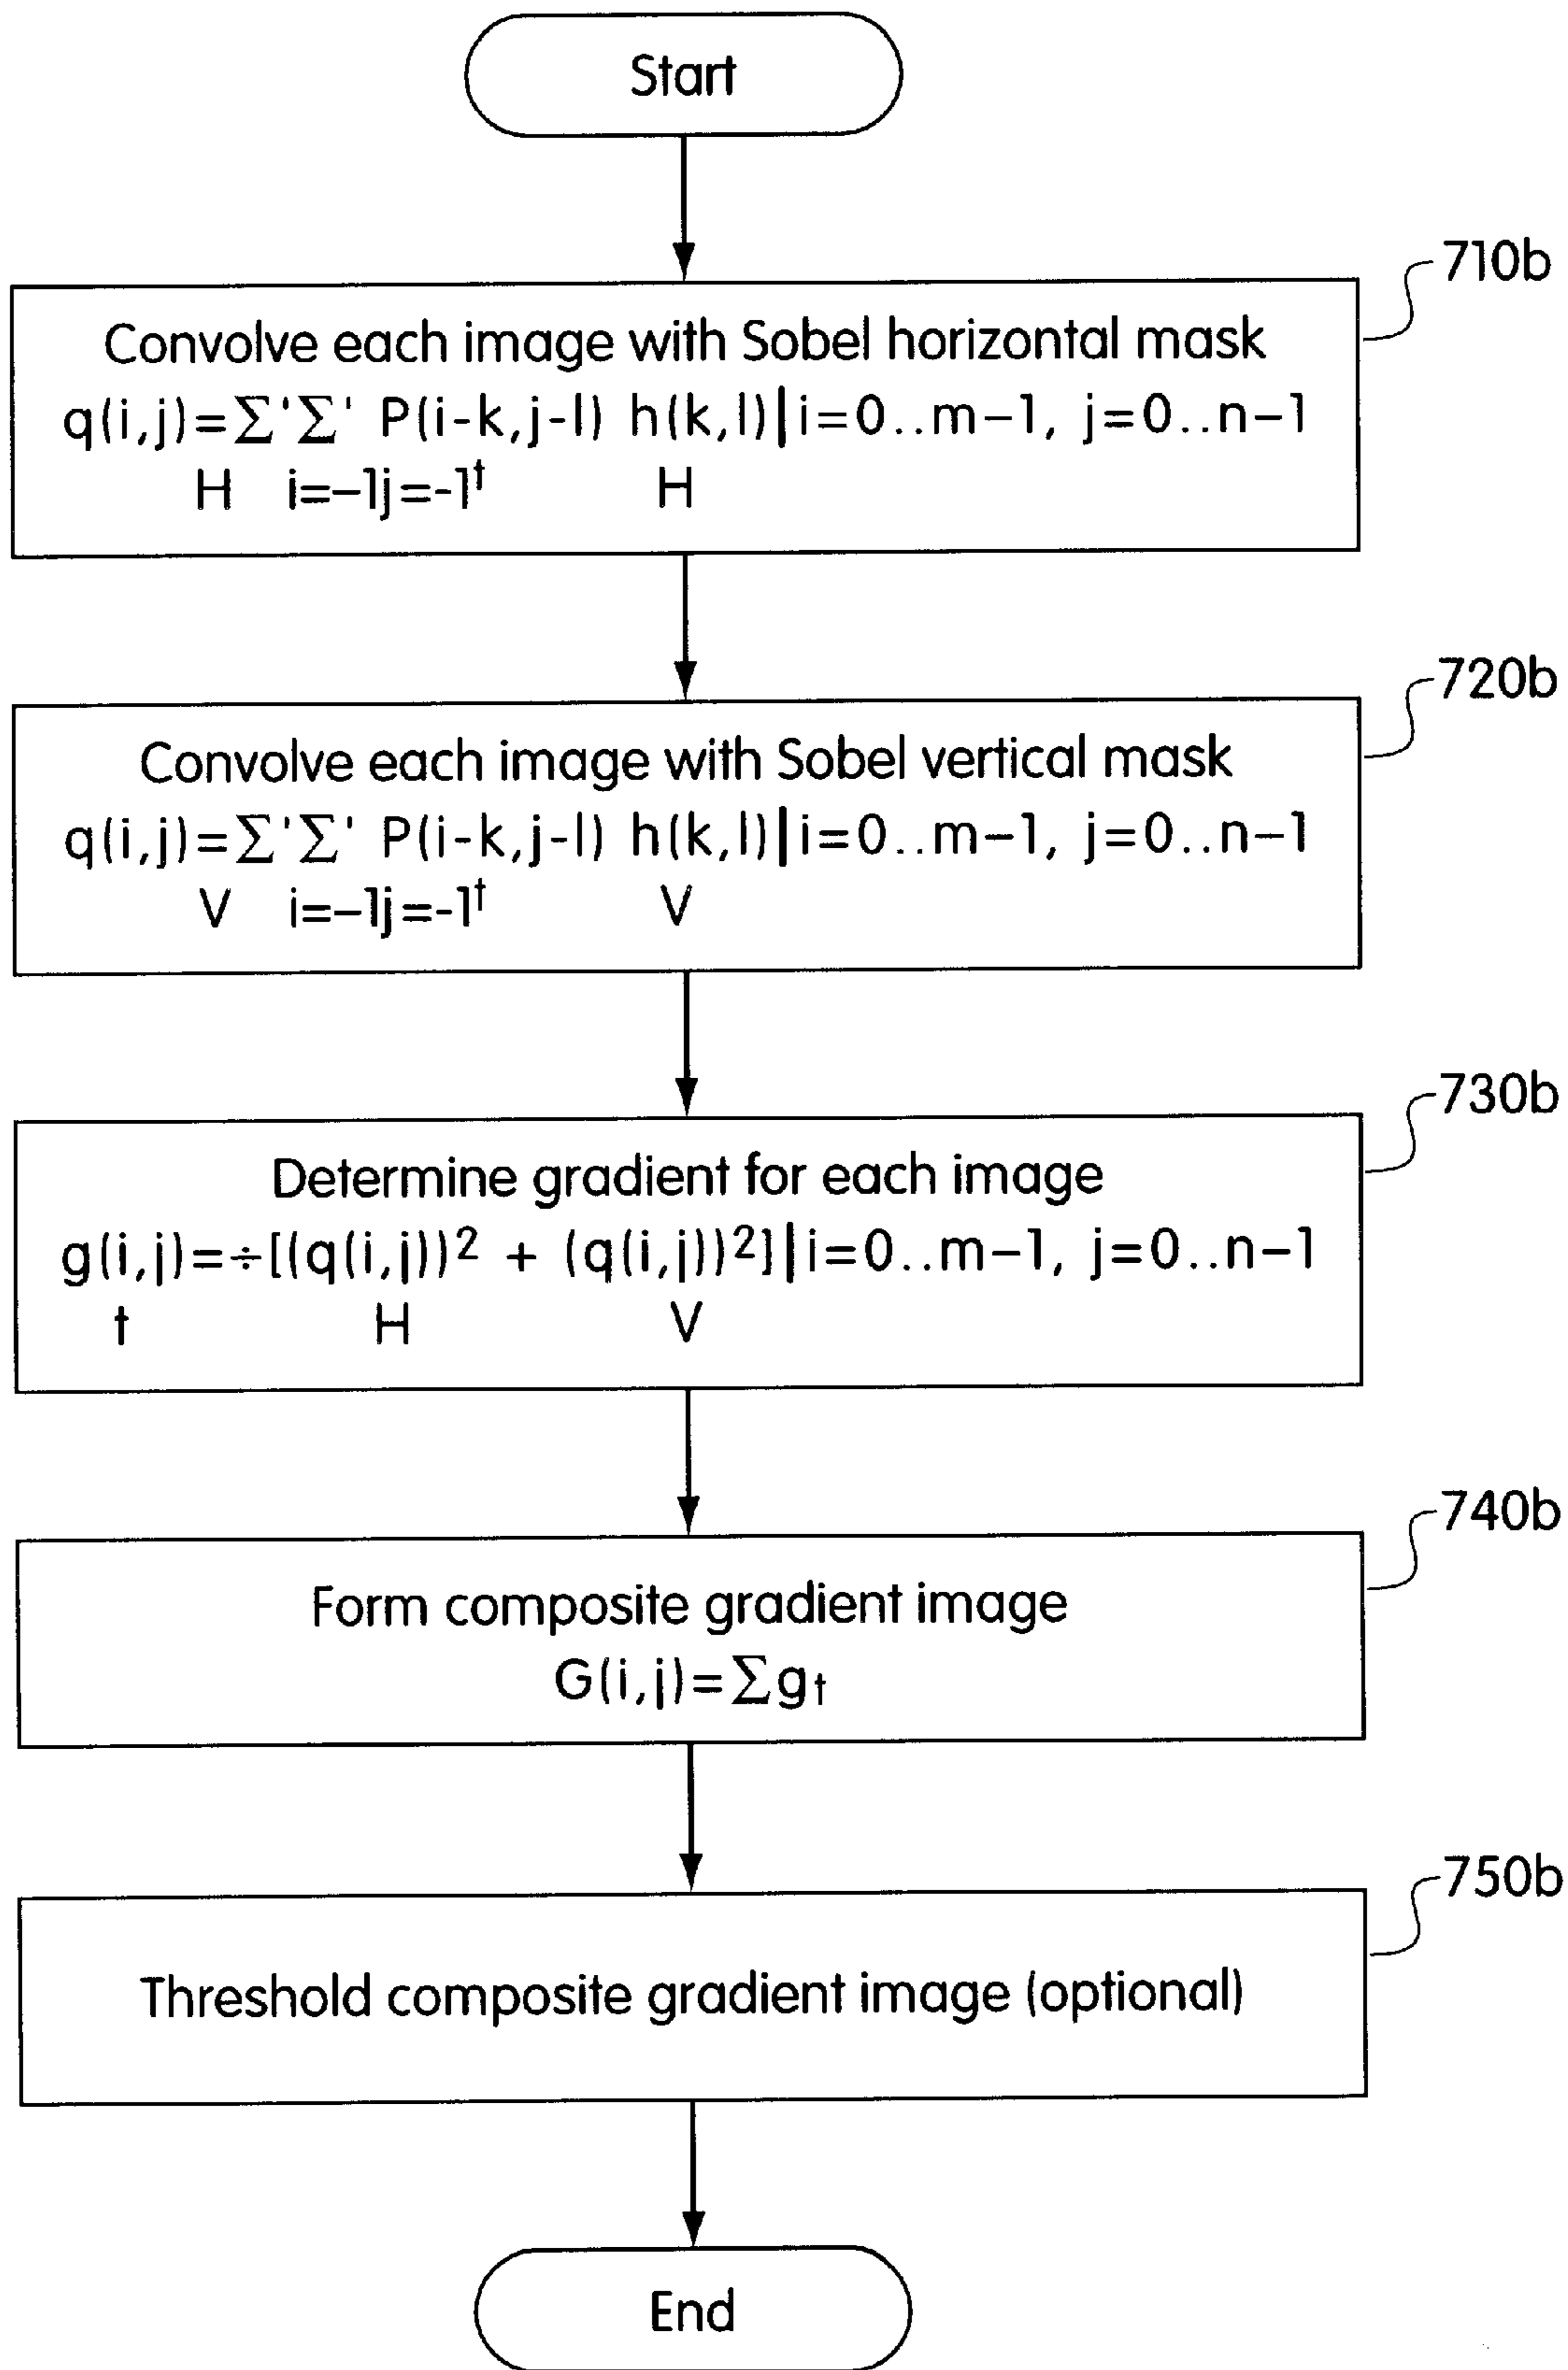 Start
710b
Convolve each image with Sobel horizontal mask
q(i,j)=Σ'Σ' P(i-k,j-l) h(k,l)|i=0..m-1, j=0..n-1
H i=-1j=-1† H
720b
Convolve each image with Sobel vertical mask
q(i,j)=Σ'Σ' P(i-k,j-l) h(k,l)|i=0..m-1, j=0..n-1
V i=-1j=-1† V
730b
Determine gradient for each image
g(i,j)=÷[(q(i,j))² + (q(i,j))²]|i=0..m-1, j=0..n-1
t H V
740b
Form composite gradient image
G(i,j)=Σgt
750b
Threshold composite gradient image (optional)
End